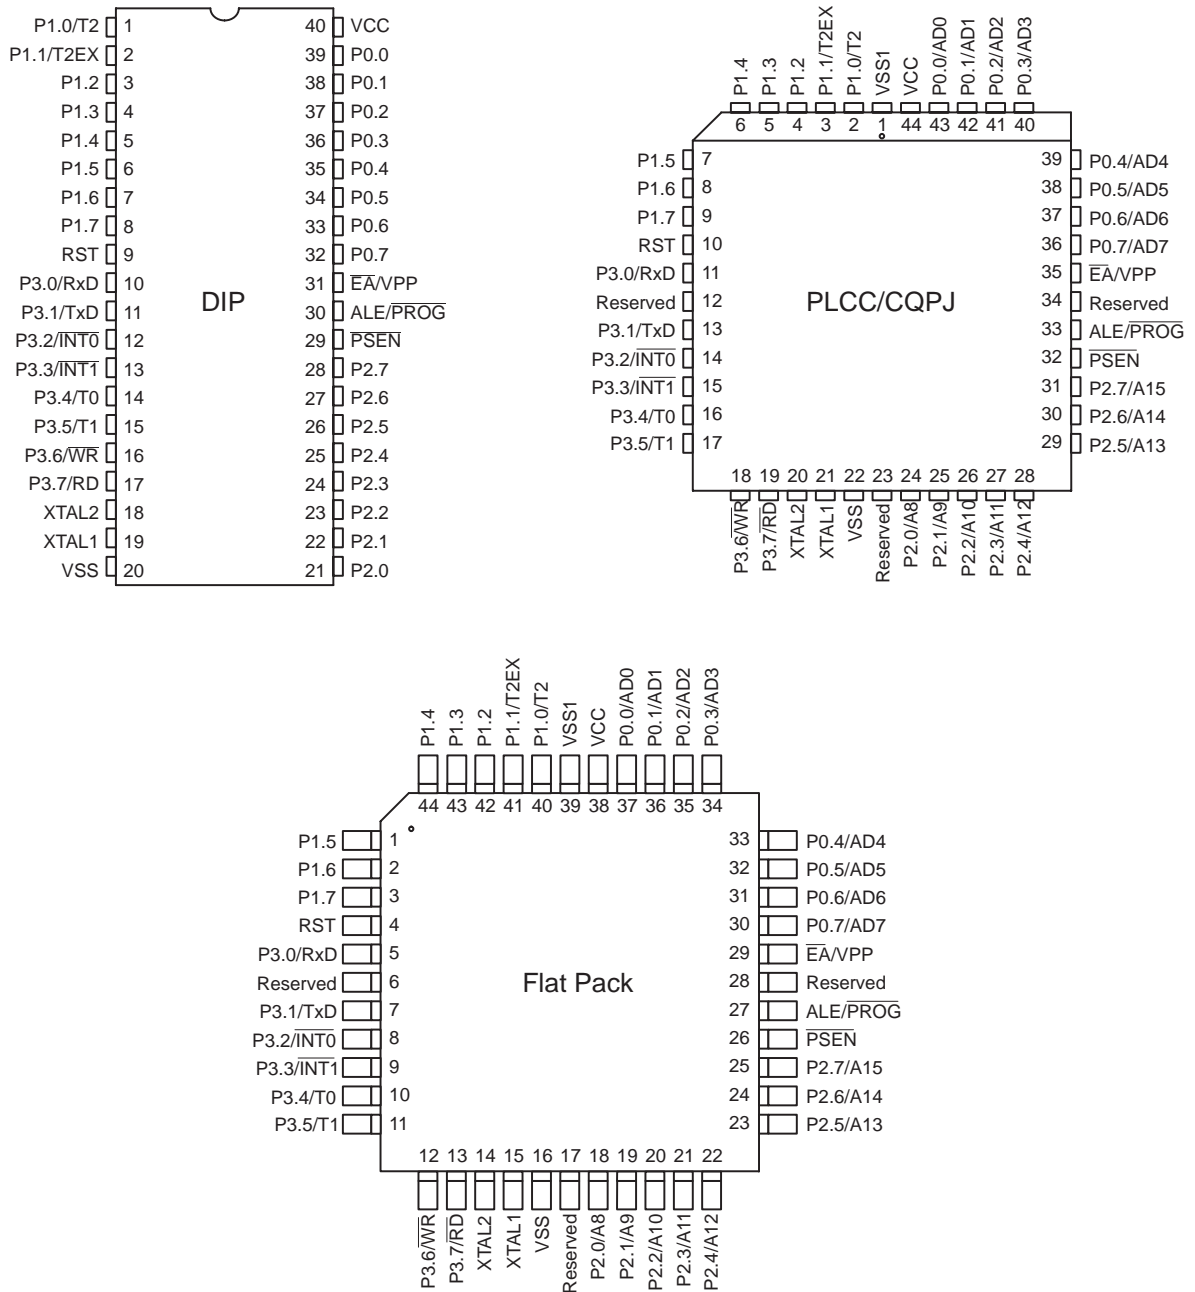 P1.0/T2 1 40 VCC
P1.1/T2EX 2 39 P0.0
P1.2 3 38 P0.1
P1.3 4 37 P0.2
P1.4 5 36 P0.3
P1.5 6 35 P0.4
P1.6 7 34 P0.5
P1.7 8 33 P0.6
RST 9 32 P0.7
P3.0/RxD 10 31 E̅A̅/VPP
P3.1/TxD 11 30 ALE/P̅R̅O̅G̅
P3.2/I̅N̅T̅0̅ 12 29 P̅S̅E̅N̅
P3.3/I̅N̅T̅1̅ 13 28 P2.7
P3.4/T0 14 27 P2.6
P3.5/T1 15 26 P2.5
P3.6/W̅R̅ 16 25 P2.4
P3.7/R̅D̅ 17 24 P2.3
XTAL2 18 23 P2.2
XTAL1 19 22 P2.1
VSS 20 21 P2.0
DIP
P1.4 P1.3 P1.2 P1.1/T2EX P1.0/T2 VSS1 VCC P0.0/AD0 P0.1/AD1 P0.2/AD2 P0.3/AD3
6 5 4 3 2 1 44 43 42 41 40
P1.5 7 39 P0.4/AD4
P1.6 8 38 P0.5/AD5
P1.7 9 37 P0.6/AD6
RST 10 36 P0.7/AD7
P3.0/RxD 11 35 E̅A̅/VPP
Reserved 12 34 Reserved
P3.1/TxD 13 33 ALE/P̅R̅O̅G̅
P3.2/I̅N̅T̅0̅ 14 32 P̅S̅E̅N̅
P3.3/I̅N̅T̅1̅ 15 31 P2.7/A15
P3.4/T0 16 30 P2.6/A14
P3.5/T1 17 29 P2.5/A13
PLCC/CQPJ
18 19 20 21 22 23 24 25 26 27 28
P3.6/W̅R̅ P3.7/R̅D̅ XTAL2 XTAL1 VSS Reserved P2.0/A8 P2.1/A9 P2.2/A10 P2.3/A11 P2.4/A12
P1.4 P1.3 P1.2 P1.1/T2EX P1.0/T2 VSS1 VCC P0.0/AD0 P0.1/AD1 P0.2/AD2 P0.3/AD3
44 43 42 41 40 39 38 37 36 35 34
P1.5 1 33 P0.4/AD4
P1.6 2 32 P0.5/AD5
P1.7 3 31 P0.6/AD6
RST 4 30 P0.7/AD7
P3.0/RxD 5 29 E̅A̅/VPP
Reserved 6 28 Reserved
P3.1/TxD 7 27 ALE/P̅R̅O̅G̅
P3.2/I̅N̅T̅0̅ 8 26 P̅S̅E̅N̅
P3.3/I̅N̅T̅1̅ 9 25 P2.7/A15
P3.4/T0 10 24 P2.6/A14
P3.5/T1 11 23 P2.5/A13
Flat Pack
12 13 14 15 16 17 18 19 20 21 22
P3.6/W̅R̅ P3.7/R̅D̅ XTAL2 XTAL1 VSS Reserved P2.0/A8 P2.1/A9 P2.2/A10 P2.3/A11 P2.4/A12